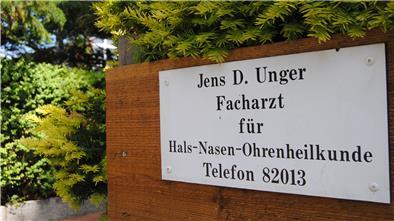 Jens D. Unger
Facharzt
für
Hals-Nasen-Ohrenheilkunde
Telefon 82013